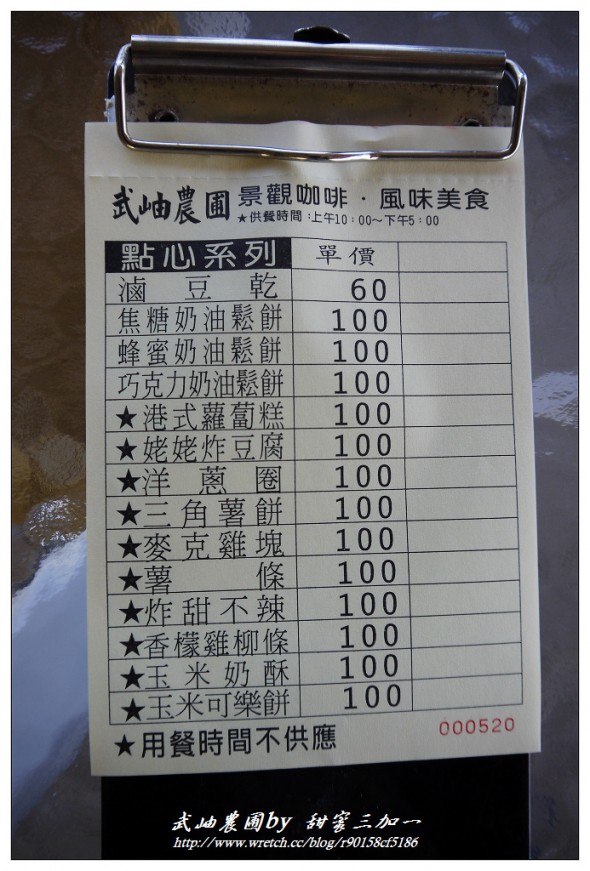 武岫農圃 景觀咖啡·風味美食
★供餐時間:上午10:00~下午5:00
點心系列 單價
滷豆乾 60
焦糖奶油鬆餅 100
蜂蜜奶油鬆餅 100
巧克力奶油鬆餅 100
★港式蘿蔔糕 100
★姥姥炸豆腐 100
★洋蔥圈 100
★三角薯餅 100
★麥克雞塊 100
★薯條 100
★炸甜不辣 100
★香檬雞柳條 100
★玉米奶酥 100
★玉米可樂餅 100
★用餐時間不供應 000520
武岫農圃by 甜蜜三加一
http://www.wretch.cc/blog/r90158cf5186